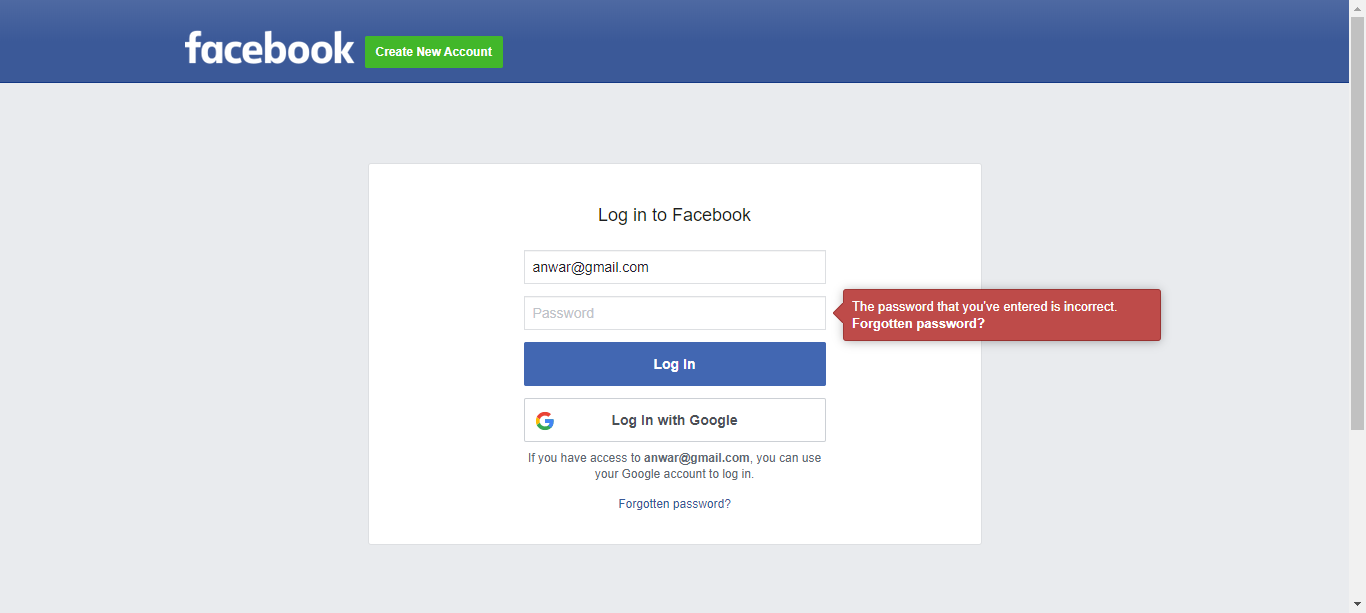 facebook
Create New Account
Log in to Facebook
anwar@gmail.com
Password
The password that you've entered is incorrect.
Forgotten password?
Log In
Log In with Google
If you have access to anwar@gmail.com, you can use
your Google account to log in.
Forgotten password?